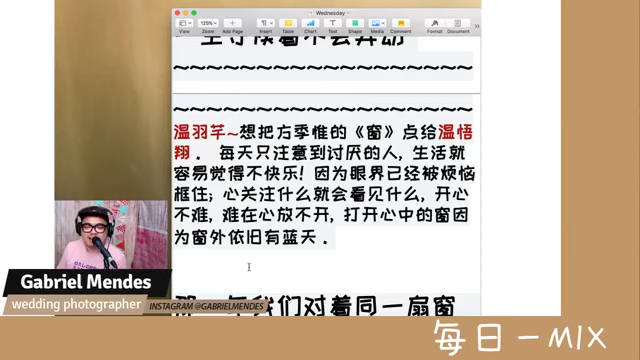 Wednesday
125%
View
Zoom
Add Page
Insert
Table
Chart
Text
Shape
Media
Comment
Format
Document
~~~~~~~~~~~~~~~~~~~~
~~~~~~~~~~~~~~~~~~~~
温羽芊~想把方季惟的《窗》点给温悟
翔。 每天只注意到讨厌的人, 生活就
容易觉得不快乐! 因为眼界已经被烦恼
框住; 心关注什么就会看见什么, 开心
不难, 难在心放不开, 打开心中的窗因
为窗外依旧有蓝天.
一年我们对着同一扇窗
Gabriel Mendes
wedding photographer
INSTAGRAM @GABRIELMENDES
每日一MIX